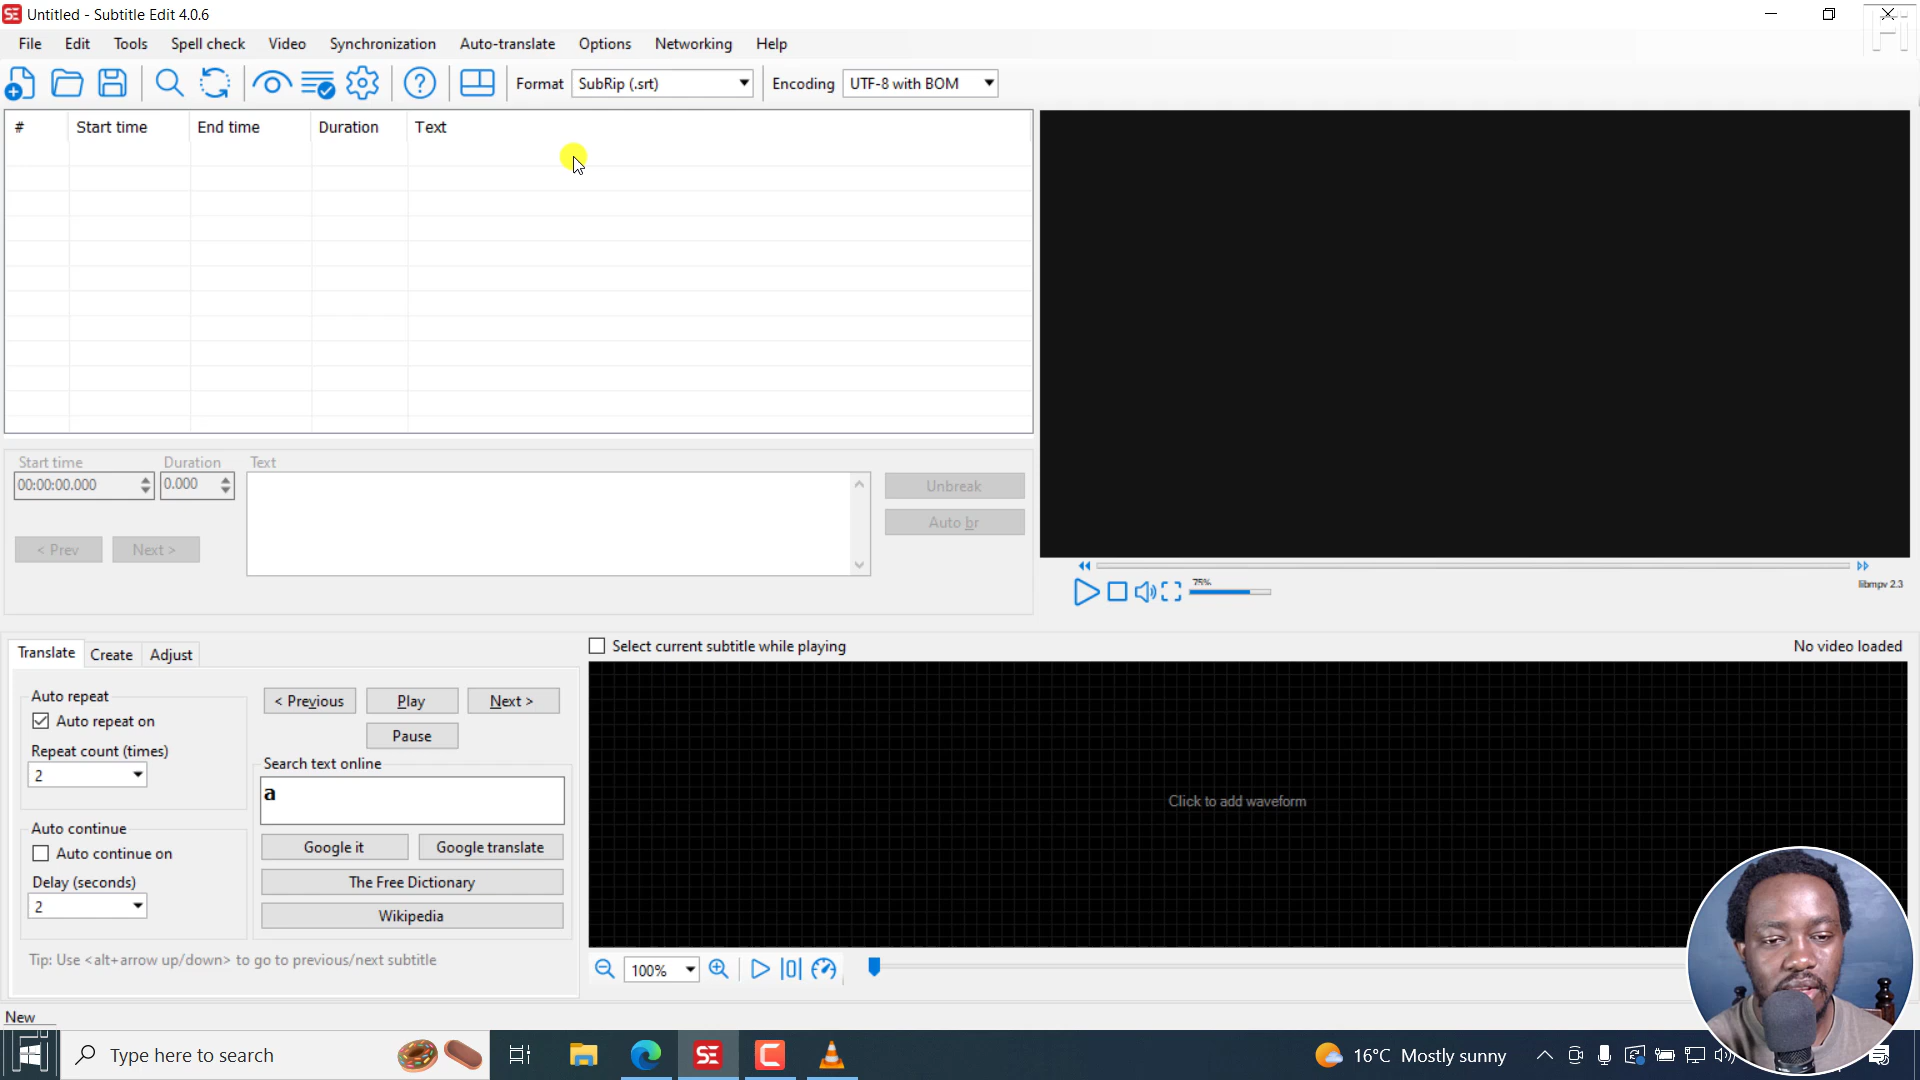 Untitled - Subtitle Edit 4.0.6
File Edit Tools Spell check Video Synchronization Auto-translate Options Networking Help
Format SubRip (.srt) Encoding UTF-8 with BOM
# Start time End time Duration Text
Start time Duration Text
00:00:00.000 0.000
Unbreak
Auto br
< Prev Next >
75%
libmpv 2.3
Translate Create Adjust
Select current subtitle while playing
No video loaded
Auto repeat
Auto repeat on
Repeat count (times)
2
Auto continue
Auto continue on
Delay (seconds)
2
< Previous Play Next >
Pause
Search text online
a
Google it Google translate
The Free Dictionary
Wikipedia
Tip: Use <alt+arrow up/down> to go to previous/next subtitle
Click to add waveform
100%
New
Type here to search
16°C Mostly sunny